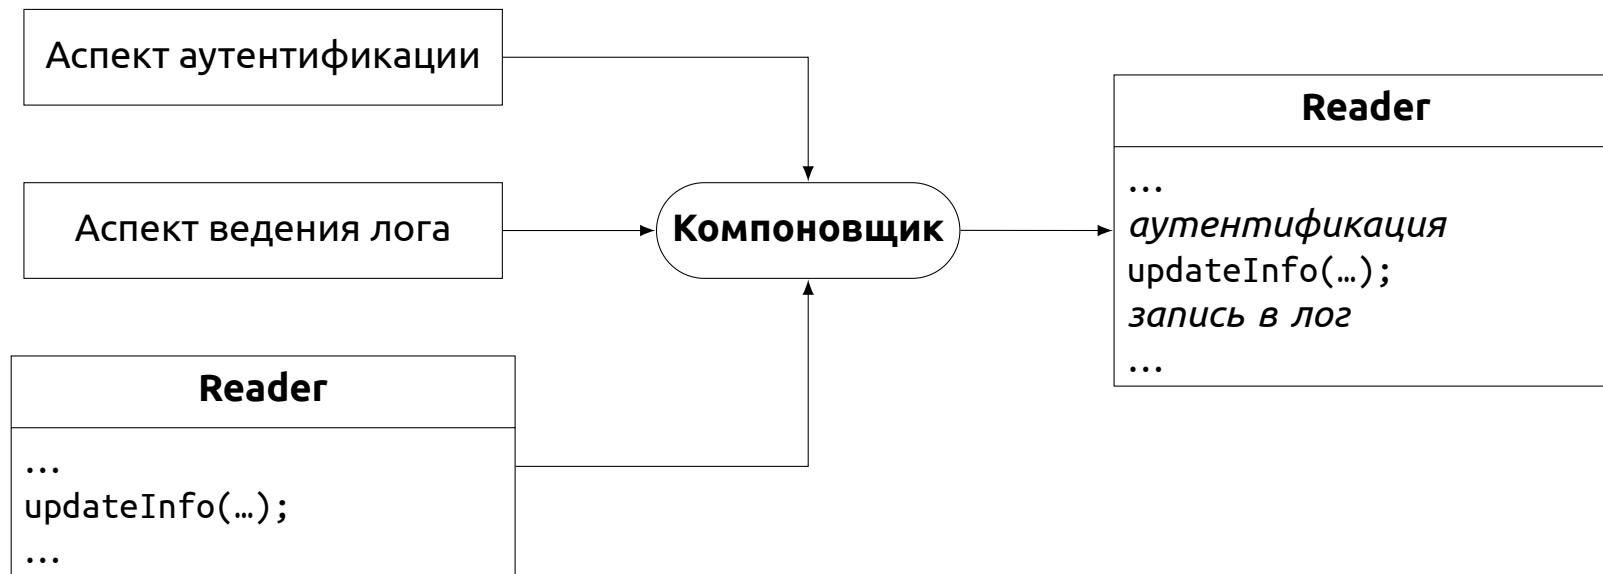 Аспект аутентификации
Аспект ведения лога
Reader
…
updateInfo(…);
…
Компоновщик
Reader
…
аутентификация
updateInfo(…);
запись в лог
…